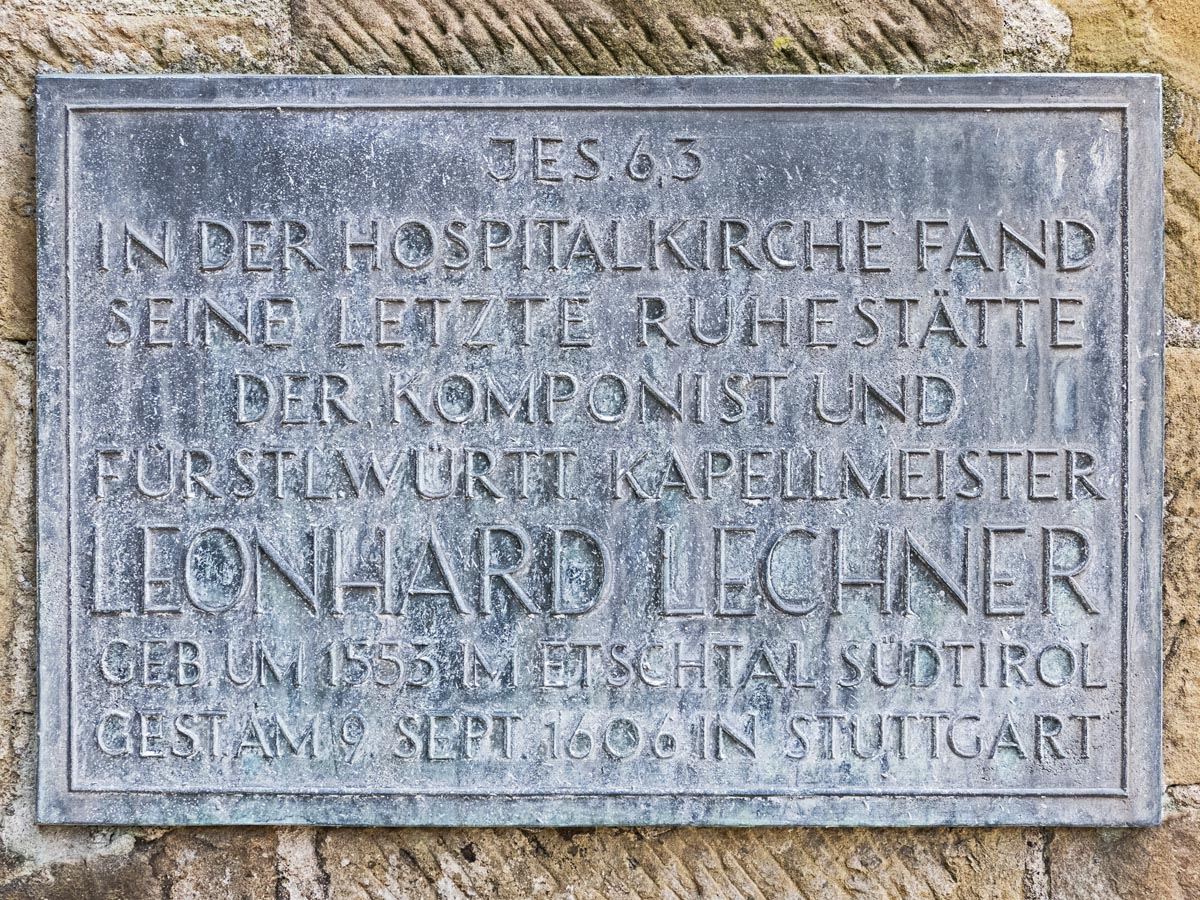 JES. 6,3
IN DER HOSPITALKIRCHE FAND
SEINE LETZTE RUHESTÄTTE
DER KOMPONIST UND
FÜRSTL. WÜRTT. KAPELLMEISTER
LEONHARD LECHNER
GEB. UM 1553 IM ETSCHTAL SÜDTIROL
GEST. AM 9. SEPT. 1606 IN STUTTGART